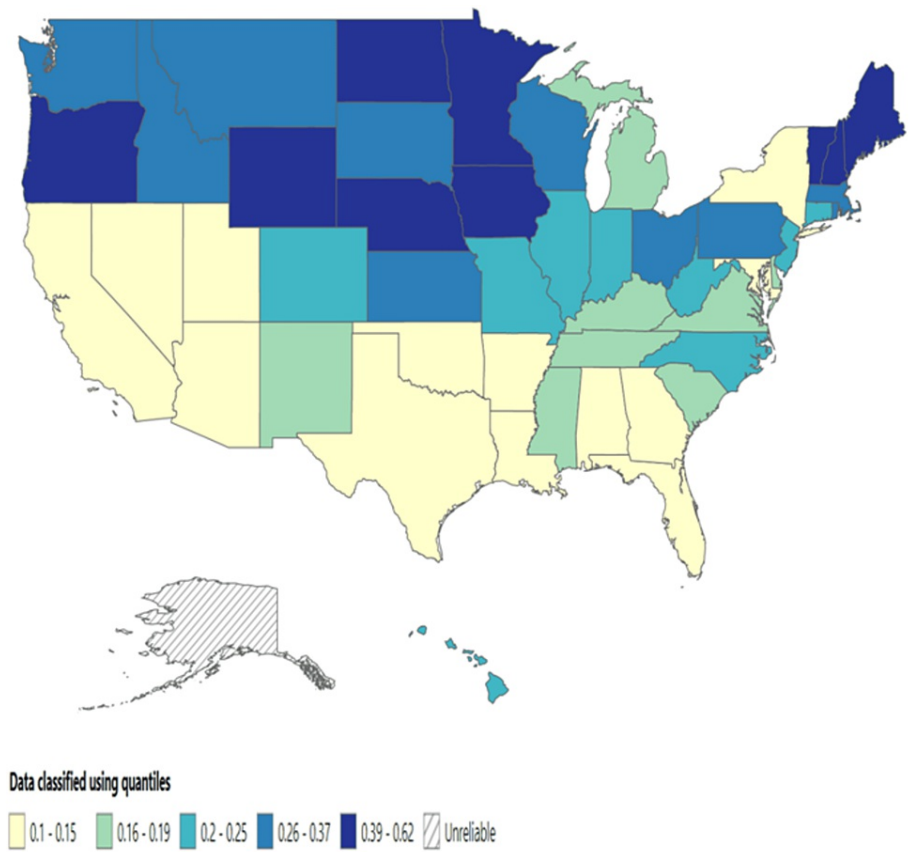 Data classified using quantiles
0.1 - 0.15 0.16 - 0.19 0.2 - 0.25 0.26 - 0.37 0.39 - 0.62 Unreliable